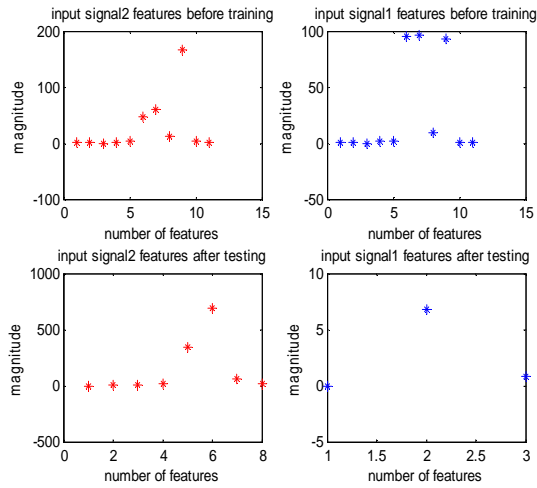 input signal2 features before training
200
100
0
-100
magnitude
0 5 10 15
number of features
input signal1 features before training
100
50
0
-50
magnitude
0 5 10 15
number of features
input signal2 features after testing
1000
500
0
-500
magnitude
0 2 4 6 8
number of features
input signal1 features after testing
10
5
0
-5
magnitude
1 1.5 2 2.5 3
number of features